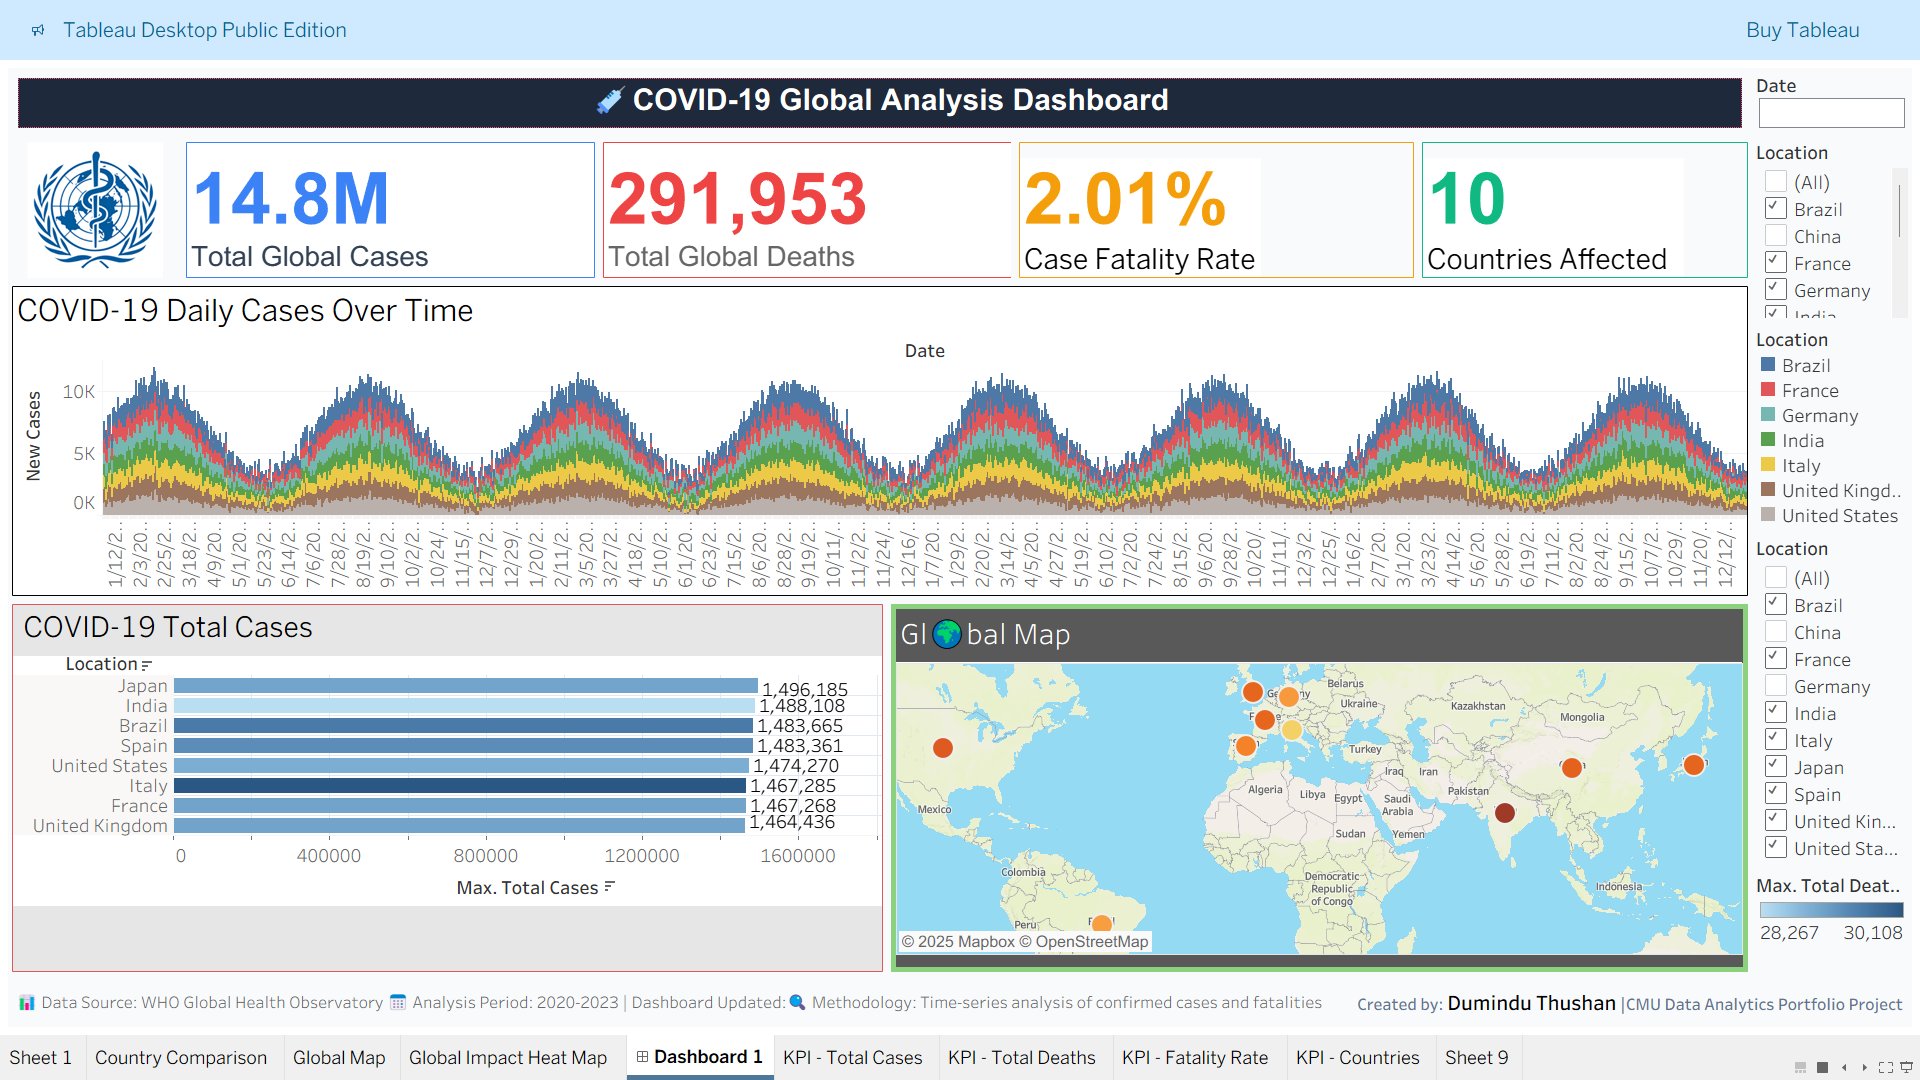 Tableau Desktop Public Edition
Buy Tableau
COVID-19 Global Analysis Dashboard
14.8M
Total Global Cases
291,953
Total Global Deaths
2.01%
Case Fatality Rate
10
Countries Affected
COVID-19 Daily Cases Over Time
Date
New Cases
10K
5K
0K
1/12/2..
2/3/20..
2/25/2..
3/18/2..
4/9/20..
5/1/20..
5/23/2..
6/14/2..
7/6/20..
7/28/2..
8/19/2..
9/10/2..
10/2/2..
10/24/..
11/15/..
12/7/2..
12/29/..
1/20/2..
2/11/2..
3/5/20..
3/27/2..
4/18/2..
5/10/2..
6/1/20..
6/23/2..
7/15/2..
8/6/20..
8/28/2..
9/19/2..
10/11/..
11/2/2..
11/24/..
12/16/..
1/7/20..
1/29/2..
2/20/2..
3/14/2..
4/5/20..
4/27/2..
5/19/2..
6/10/2..
7/2/20..
7/24/2..
8/15/2..
9/6/20..
9/28/2..
10/20/..
11/11/..
12/3/2..
12/25/..
1/16/2..
2/7/20..
3/1/20..
3/23/2..
4/14/2..
5/6/20..
5/28/2..
6/19/2..
7/11/2..
8/2/20..
8/24/2..
9/15/2..
10/7/2..
10/29/..
11/20/..
12/12/..
COVID-19 Total Cases
Location
Japan 1,496,185
India 1,488,108
Brazil 1,483,665
Spain 1,483,361
United States 1,474,270
Italy 1,467,285
France 1,467,268
United Kingdom 1,464,436
0 400000 800000 1200000 1600000
Max. Total Cases
Gl🌍bal Map
Belarus
Ukraine
Kazakhstan
Mongolia
Turkey
Iraq
Iran
Algeria
Libya
Egypt
Saudi
Arabia
Pakistan
Mexico
Sudan
Yemen
Colombia
Democratic
Republic
of Congo
Indonesia
Peru
© 2025 Mapbox © OpenStreetMap
Date
Location
(All)
Brazil
China
France
Germany
India
Location
Brazil
France
Germany
India
Italy
United Kingd..
United States
Location
(All)
Brazil
China
France
Germany
India
Italy
Japan
Spain
United Kin...
United Sta...
Max. Total Deat..
28,267 30,108
Data Source: WHO Global Health Observatory Analysis Period: 2020-2023 | Dashboard Updated: Methodology: Time-series analysis of confirmed cases and fatalities
Created by: Dumindu Thushan |CMU Data Analytics Portfolio Project
Sheet 1
Country Comparison
Global Map
Global Impact Heat Map
Dashboard 1
KPI - Total Cases
KPI - Total Deaths
KPI - Fatality Rate
KPI - Countries
Sheet 9